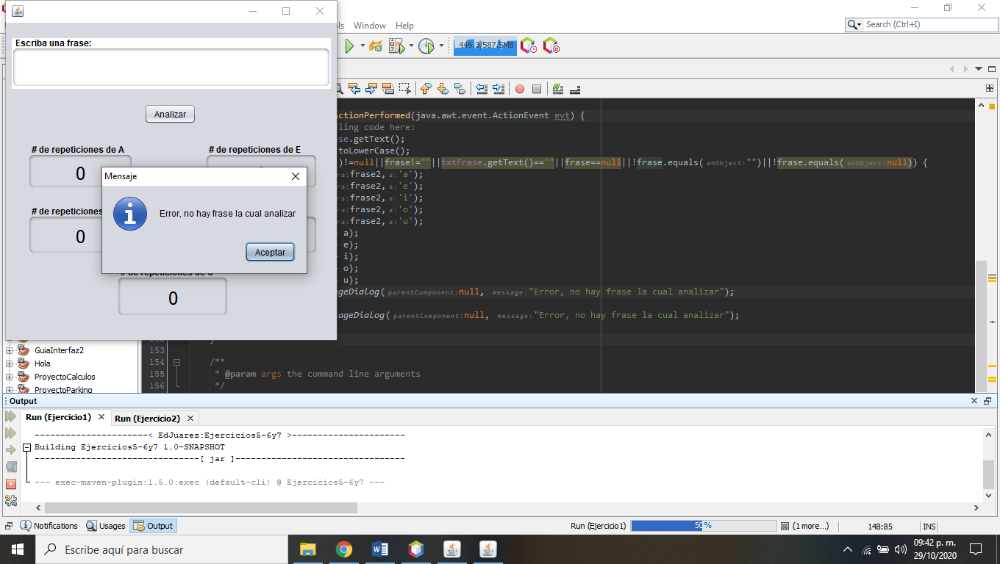 ls Window Help
Search (Ctrl+I)
Escriba una frase:
446.3/587.5MB
Analizar
# de repeticiones de A
# de repeticiones de E
0
Mensaje
# de repeticiones
0
Error, no hay frase la cual analizar
Aceptar
0
ActionPerformed(java.awt.event.ActionEvent evt) {
ling code here:
se.getText();
toLowerCase();
)!=null||frase!=""||txtFrase.getText()==""||frase==null||!frase.equals(anObject:"")||!frase.equals(anObject:null)) {
ra:frase2, a:'a');
ra:frase2, a:'e');
ra:frase2, a:'i');
ra:frase2, a:'o');
ra:frase2, a:'u');
a);
e);
i);
o);
u);
ageDialog(parentComponent:null, message:"Error, no hay frase la cual analizar");
sageDialog(parentComponent:null, message:"Error, no hay frase la cual analizar");
}
153
154 /**
155 * @param args the command line arguments
156 */
GuiaInterfaz2
Hola
ProyectoCalculos
ProyectoParking
Output
Run (Ejercicio1) Run (Ejercicio2)
----------------------< EdJuarez:Ejercicios5-6y7 >----------------------
Building Ejercicios5-6y7 1.0-SNAPSHOT
--------------------------------[ jar ]---------------------------------
--- exec-maven-plugin:1.5.0:exec (default-cli) @ Ejercicios5-6y7 ---
Notifications Usages Output Run (Ejercicio1) 50% (1 more...) 148:85 INS
Escribe aquí para buscar
09:42 p. m.
29/10/2020